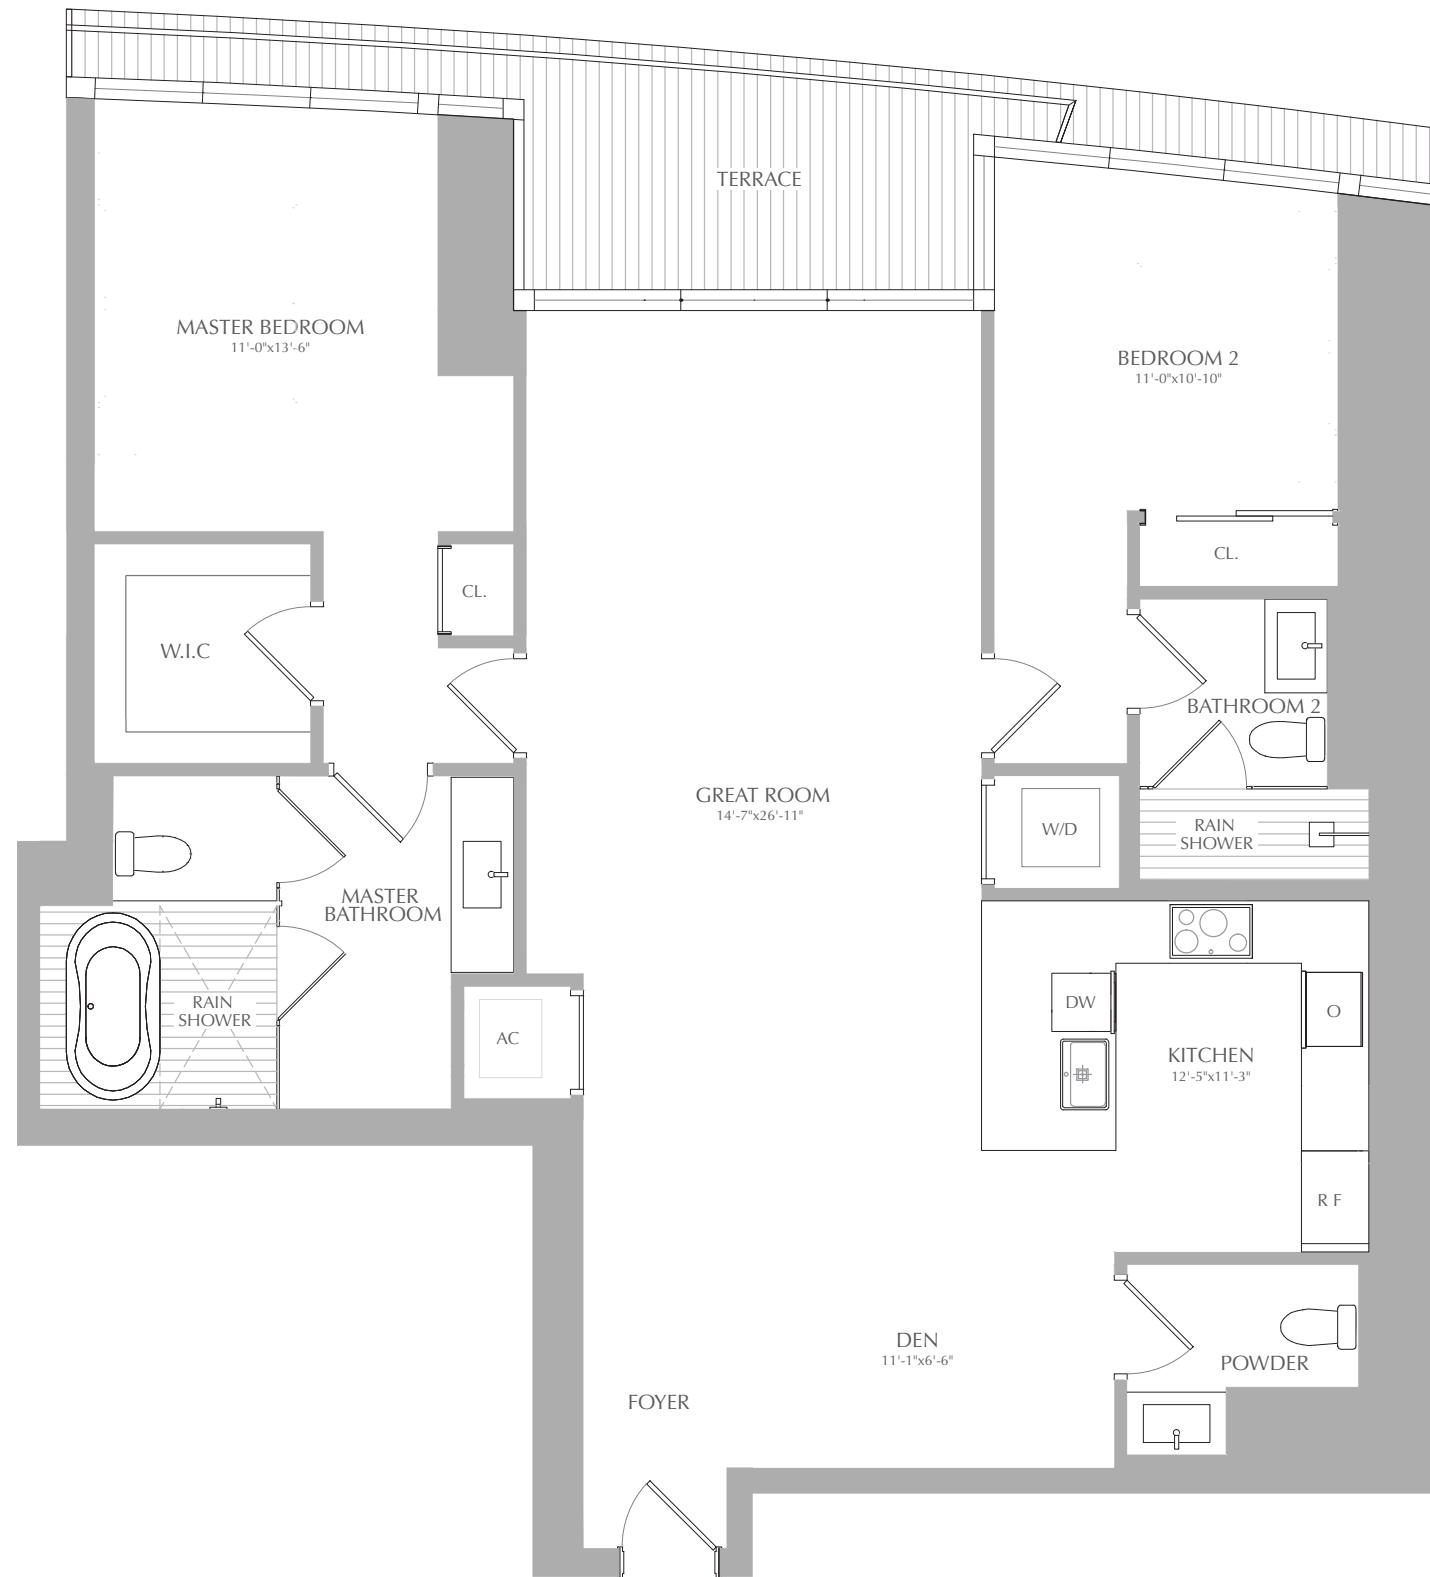 TERRACE
MASTER BEDROOM
11'-0"x13'-6"
BEDROOM 2
11'-0"x10'-10"
CL.
CL.
W.I.C
BATHROOM 2
GREAT ROOM
14'-7"x26'-11"
W/D
RAIN
SHOWER
MASTER
BATHROOM
RAIN
SHOWER
AC
DW
O
KITCHEN
12'-5"x11'-3"
R F
DEN
11'-1"x6'-6"
POWDER
FOYER